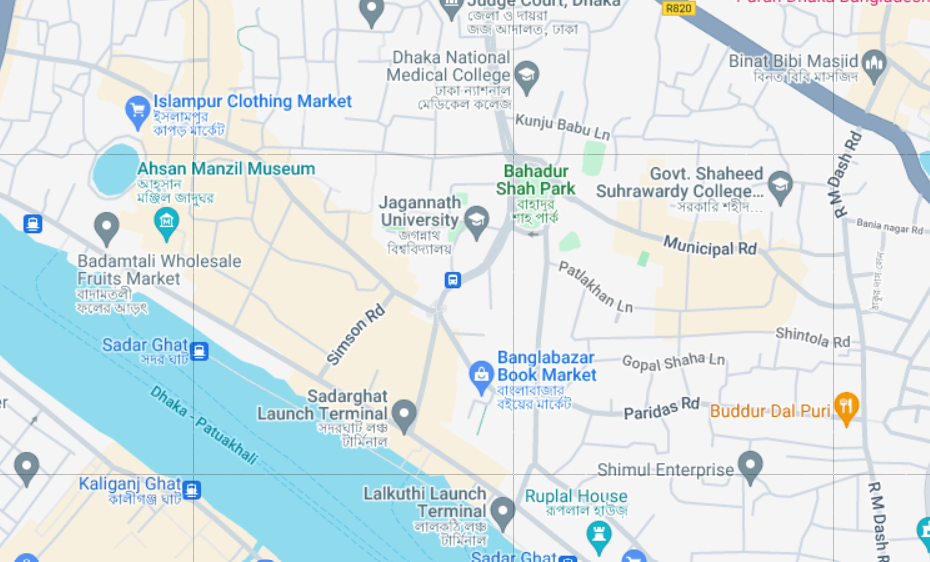 Judge Court, Dhaka
জেলা ও দায়রা
জজ আদালত, ঢাকা
R820
Puran Dhaka Bangladesh
Dhaka National
Medical College
ঢাকা ন্যাশনাল
মেডিকেল কলেজ
Binat Bibi Masjid
বিনত বিবি মাসজিদ
Islampur Clothing Market
ইসলামপুর
কাপড় মার্কেট
Kunju Babu Ln
R M Dash Rd
Ahsan Manzil Museum
আহসান
মঞ্জিল জাদুঘর
Bahadur
Shah Park
বাহাদুর
শাহ পার্ক
Govt. Shaheed
Suhrawardy College...
সরকারি শহীদ...
Jagannath
University
জগন্নাথ
বিশ্ববিদ্যালয়
Bania nagar Rd
Municipal Rd
Badamtali Wholesale
Fruits Market
বাদামতলী
ফলের আড়ৎ
Patlakhan Ln
Simson Rd
Shintola Rd
Sadar Ghat
সদর ঘাট
Banglabazar
Book Market
বাংলাবাজার
বইয়ের মার্কেট
Gopal Shaha Ln
Sadarghat
Launch Terminal
সদরঘাট লঞ্চ
টার্মিনাল
Paridas Rd
Buddur Dal Puri
Dhaka - Patuakhali
Shimul Enterprise
Kaliganj Ghat
কালীগঞ্জ ঘাট
Lalkuthi Launch
Terminal
লালকুঠি লঞ্চ
টার্মিনাল
Ruplal House
রূপলাল হাউজ
R M Dash R
Sadar Ghat